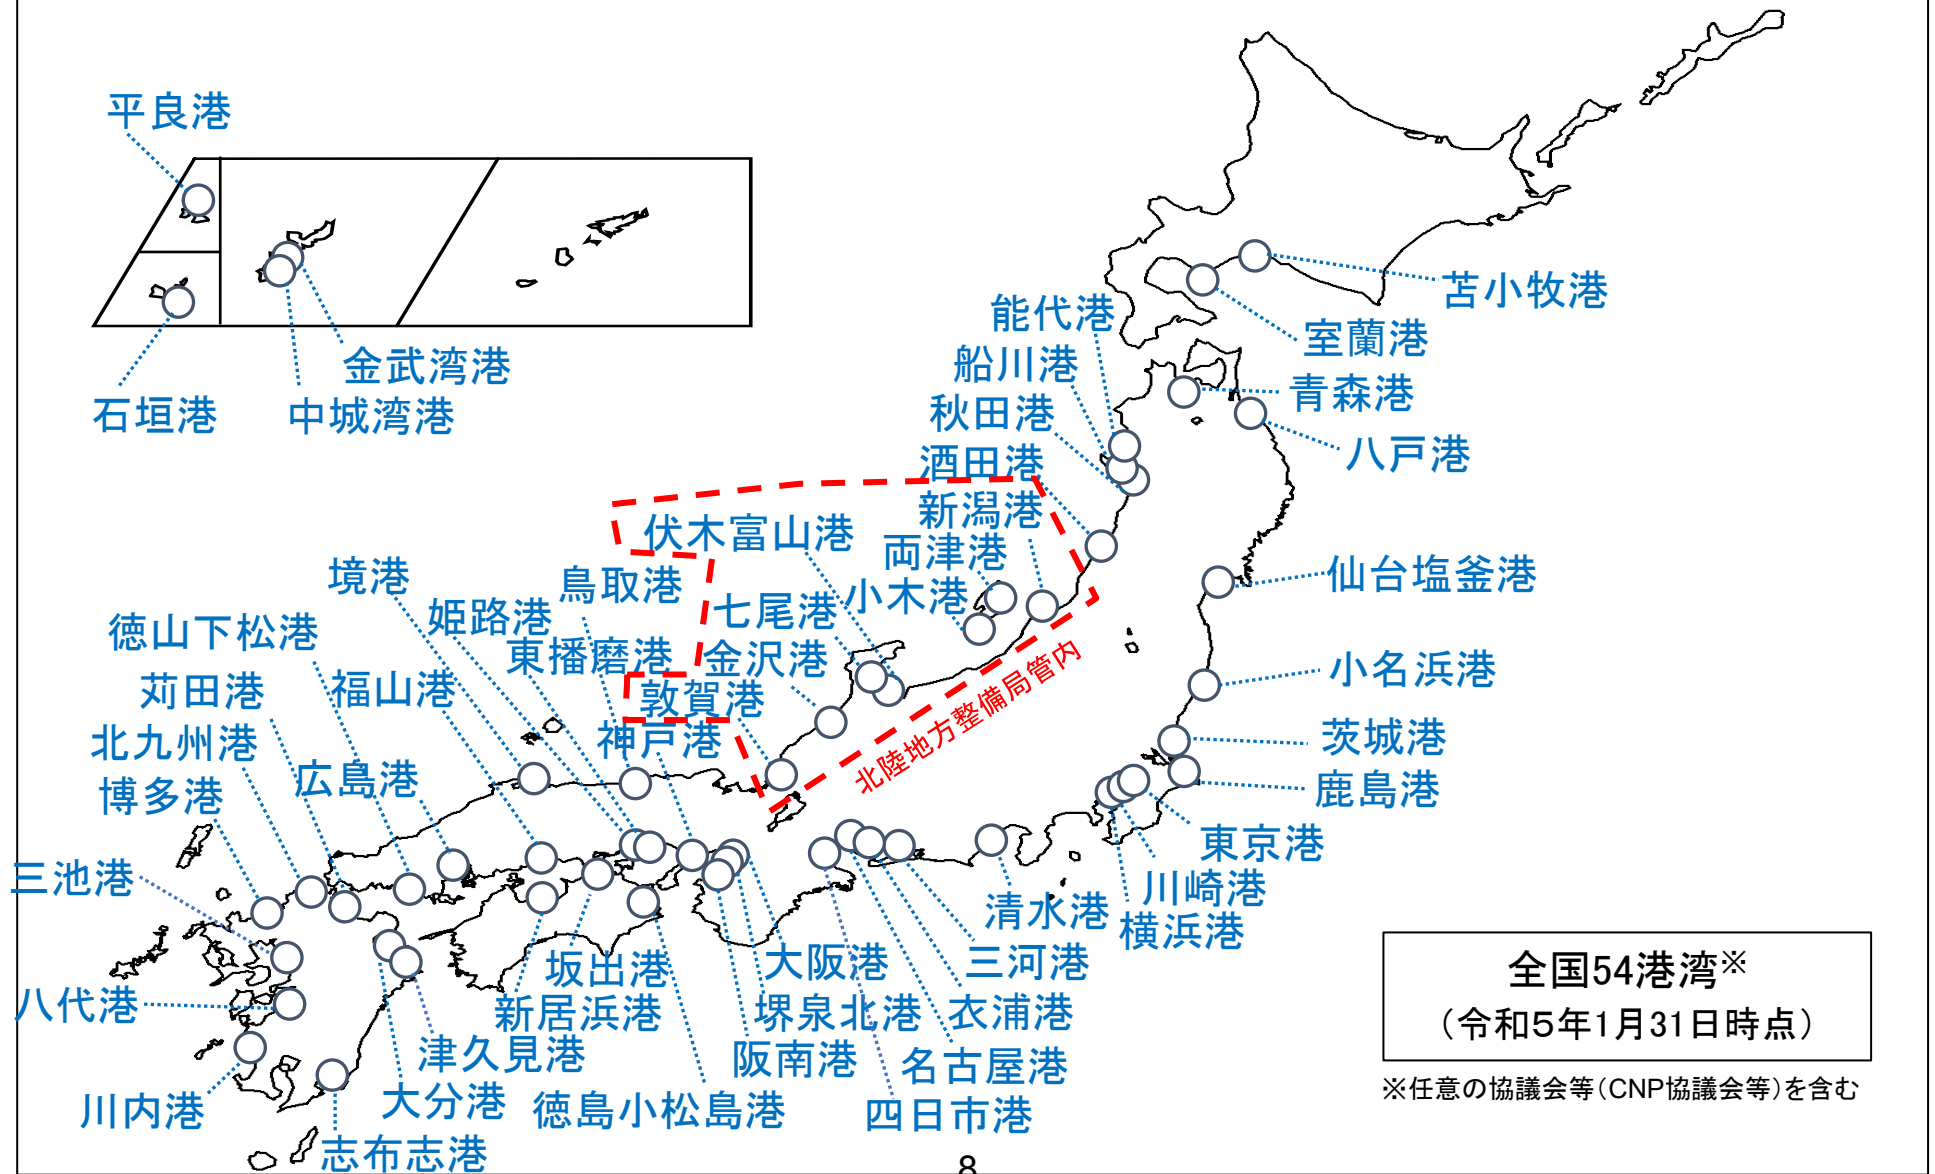 平良港
石垣港
金武湾港
中城湾港
能代港
船川港
秋田港
酒田港
新潟港
両津港
小木港
伏木富山港
七尾港
金沢港
敦賀港
北陸地方整備局管内
苫小牧港
室蘭港
青森港
八戸港
仙台塩釜港
小名浜港
茨城港
鹿島港
東京港
川崎港
横浜港
清水港
三河港
衣浦港
名古屋港
四日市港
境港
鳥取港
姫路港
東播磨港
神戸港
徳山下松港
福山港
苅田港
北九州港
広島港
博多港
三池港
八代港
川内港
志布志港
大分港
津久見港
新居浜港
坂出港
徳島小松島港
大阪港
堺泉北港
阪南港
全国54港湾※
（令和5年1月31日時点）
※任意の協議会等（CNP協議会等）を含む
8